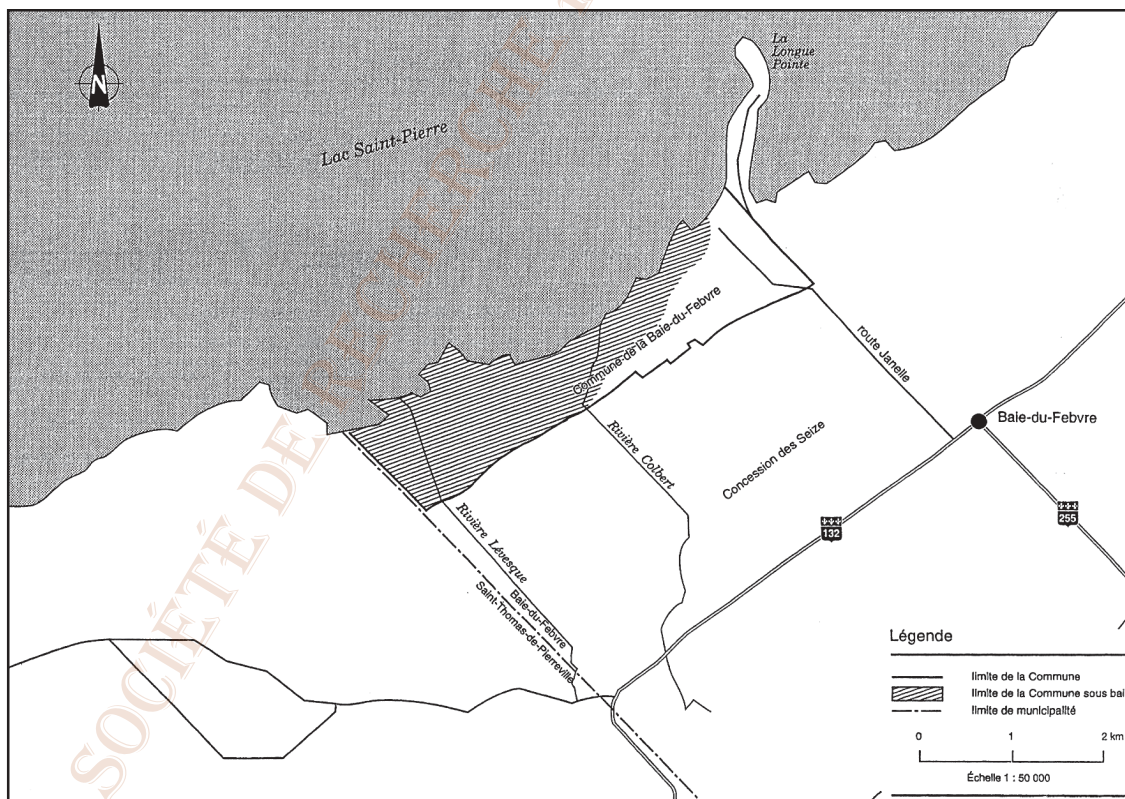 La
Longue
Pointe
N
Lac Saint-Pierre
Commune de la Baie-du-Febvre
route Janelle
Baie-du-Febvre
Rivière Colbert
Concession des Seize
132
255
Rivière Lévesque
Baie-du-Febvre
Saint-Thomas-de-Pierreville
Légende
limite de la Commune
limite de la Commune sous bail
limite de municipalité
0 1 2 km
Échelle 1 : 50 000
SOCIÉTÉ DE RECHERCHE